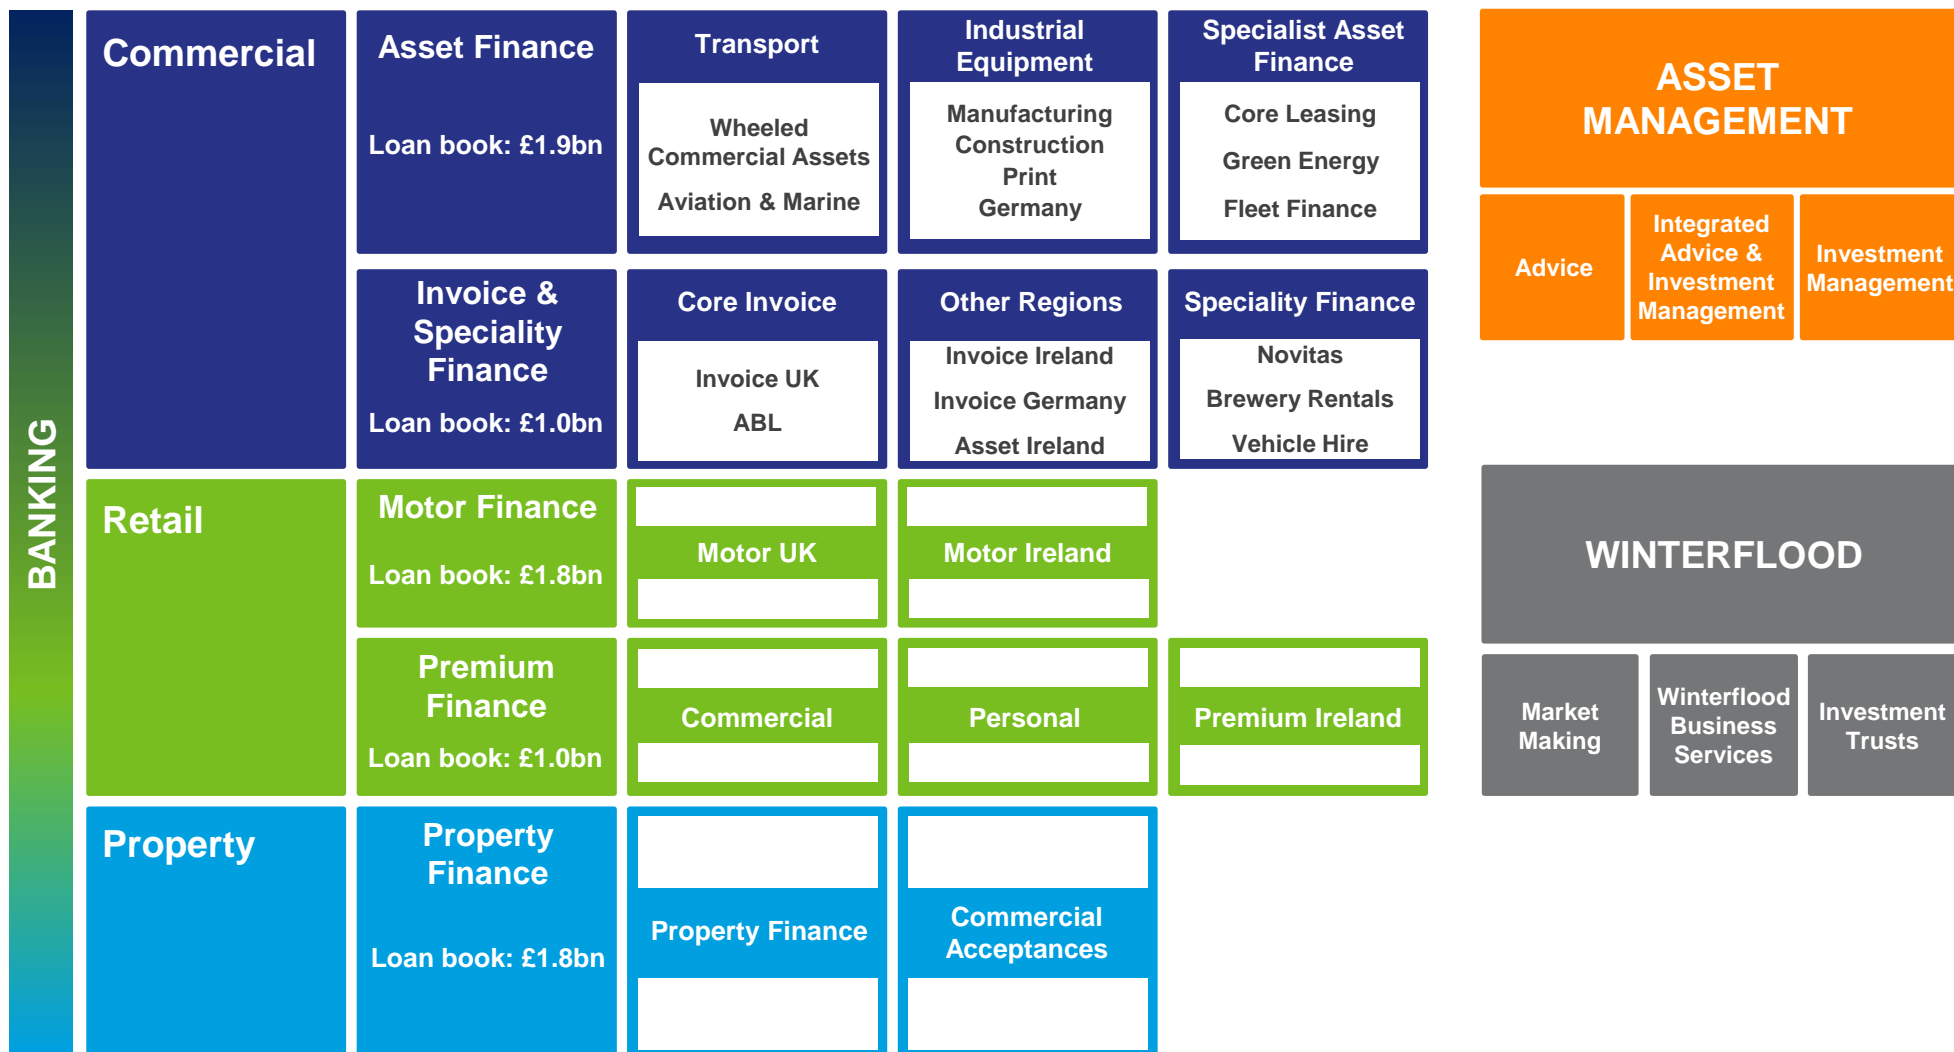 BANKING
Commercial
Asset Finance
Loan book: £1.9bn
Transport
Wheeled
Commercial Assets
Aviation & Marine
Industrial
Equipment
Manufacturing
Construction
Print
Germany
Specialist Asset
Finance
Core Leasing
Green Energy
Fleet Finance
Invoice &
Speciality
Finance
Loan book: £1.0bn
Core Invoice
Invoice UK
ABL
Other Regions
Invoice Ireland
Invoice Germany
Asset Ireland
Speciality Finance
Novitas
Brewery Rentals
Vehicle Hire
Retail
Motor Finance
Loan book: £1.8bn
Motor UK
Motor Ireland
Premium
Finance
Loan book: £1.0bn
Commercial
Personal
Premium Ireland
Property
Property
Finance
Loan book: £1.8bn
Property Finance
Commercial
Acceptances
ASSET
MANAGEMENT
Advice
Integrated
Advice &
Investment
Management
Investment
Management
WINTERFLOOD
Market
Making
Winterflood
Business
Services
Investment
Trusts